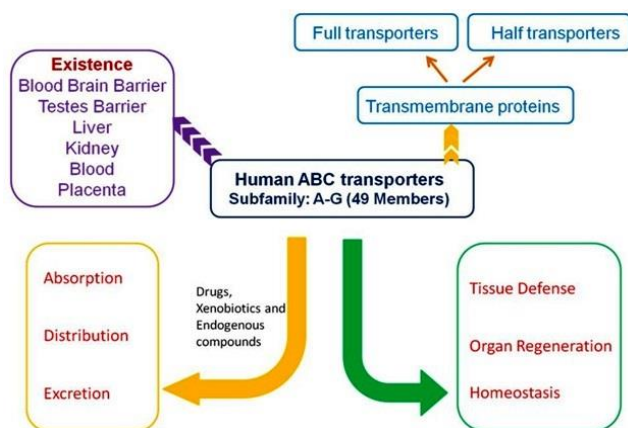 Full transporters
Half transporters
Existence
Blood Brain Barrier
Testes Barrier
Liver
Kidney
Blood
Placenta
Transmembrane proteins
Human ABC transporters
Subfamily: A-G (49 Members)
Absorption
Distribution
Excretion
Drugs,
Xenobiotics and
Endogenous
compounds
Tissue Defense
Organ Regeneration
Homeostasis